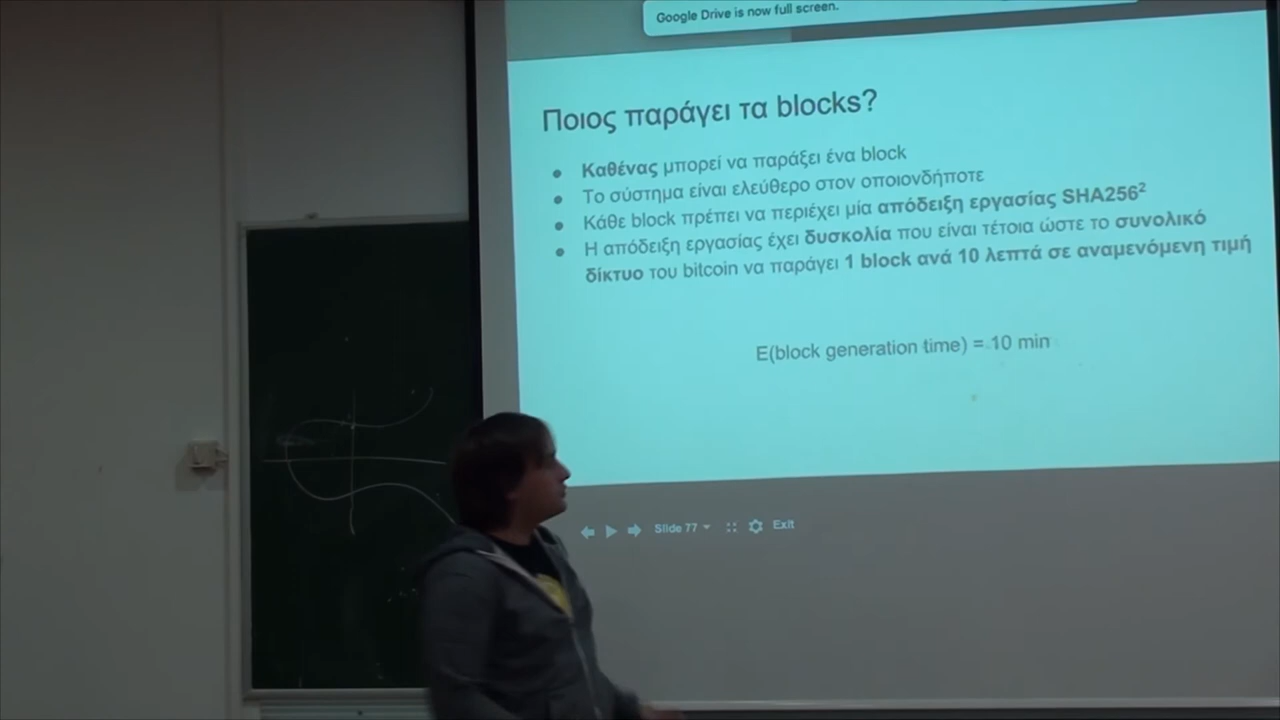 Google Drive is now full screen.
Ποιος παράγει τα blocks?
● Καθένας μπορεί να παράξει ένα block
● Το σύστημα είναι ελεύθερο στον οποιονδήποτε
● Κάθε block πρέπει να περιέχει μία απόδειξη εργασίας SHA256²
● Η απόδειξη εργασίας έχει δυσκολία που είναι τέτοια ώστε το συνολικό
δίκτυο του bitcoin να παράγει 1 block ανά 10 λεπτά σε αναμενόμενη τιμή
E(block generation time) = 10 min
Slide 77
Exit